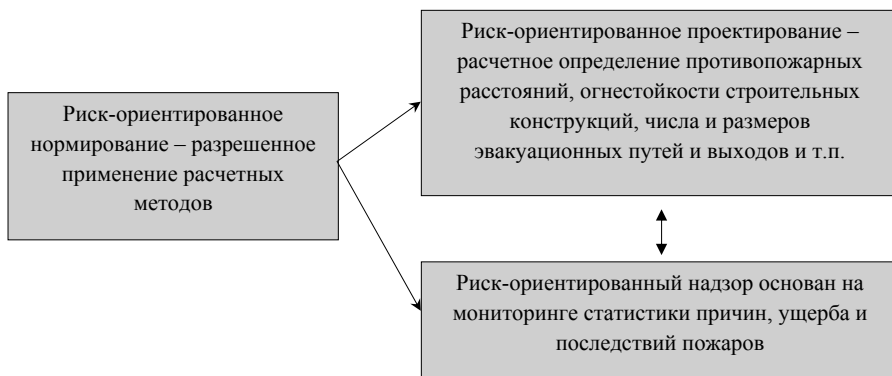 Риск-ориентированное
нормирование – разрешенное
применение расчетных
методов
Риск-ориентированное проектирование –
расчетное определение противопожарных
расстояний, огнестойкости строительных
конструкций, числа и размеров
эвакуационных путей и выходов и т.п.
Риск-ориентированный надзор основан на
мониторинге статистики причин, ущерба и
последствий пожаров